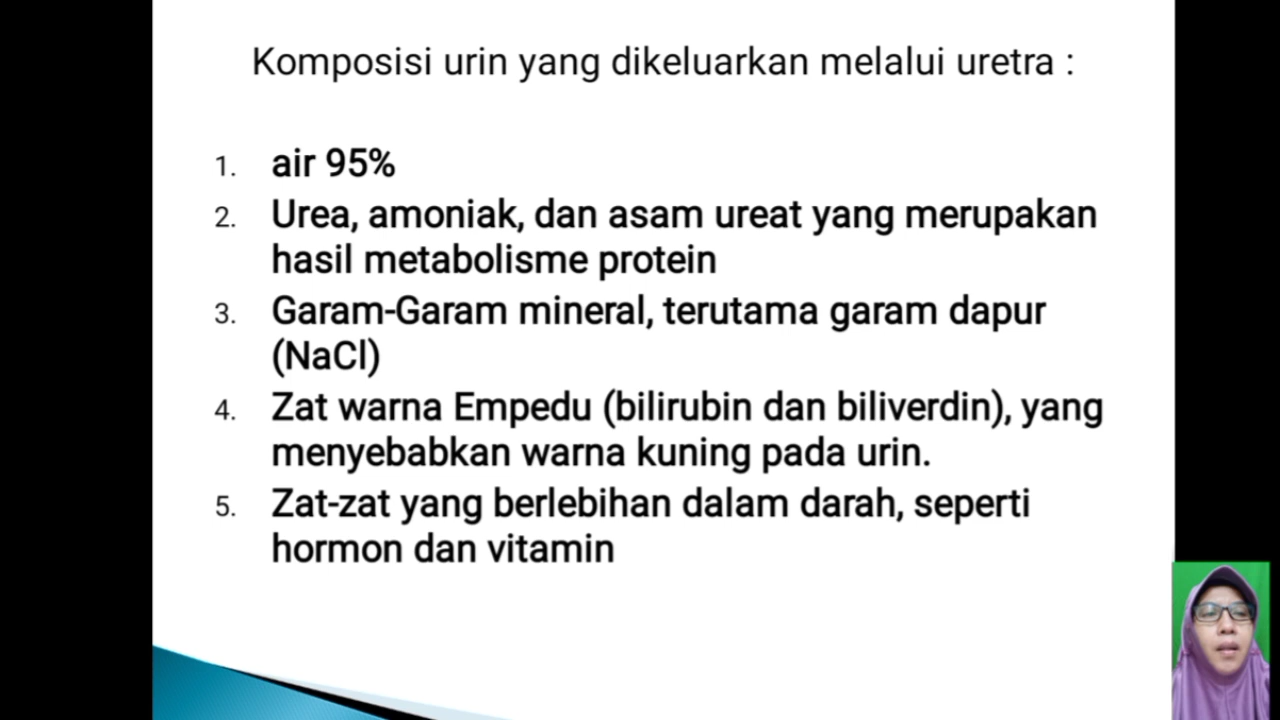 Komposisi urin yang dikeluarkan melalui uretra :
1. air 95%
2. Urea, amoniak, dan asam ureat yang merupakan
hasil metabolisme protein
3. Garam-Garam mineral, terutama garam dapur
(NaCl)
4. Zat warna Empedu (bilirubin dan biliverdin), yang
menyebabkan warna kuning pada urin.
5. Zat-zat yang berlebihan dalam darah, seperti
hormon dan vitamin